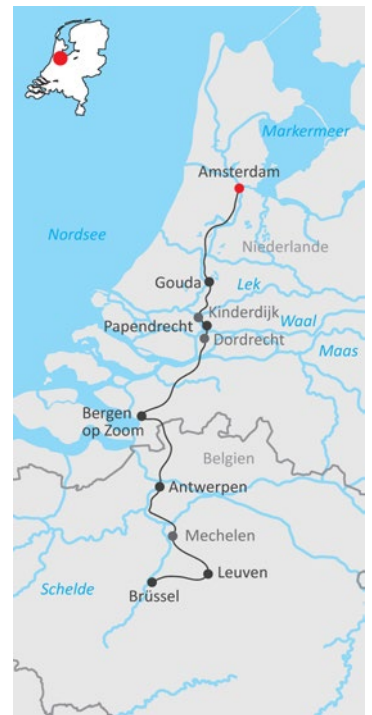 Markermeer
Amsterdam
Nordsee
Niederlande
Gouda
Lek
Kinderdijk
Papendrecht
Waal
Dordrecht
Maas
Bergen
op Zoom
Belgien
Antwerpen
Mechelen
Leuven
Schelde
Brüssel